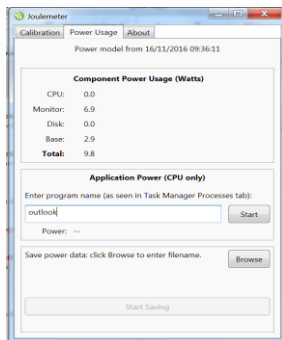 Joulemeter
Calibration Power Usage About
Power model from 16/11/2016 09:36:11
Component Power Usage (Watts)
CPU: 0.0
Monitor: 6.9
Disk: 0.0
Base: 2.9
Total: 9.8
Application Power (CPU only)
Enter program name (as seen in Task Manager Processes tab):
outlook Start
Power: --
Save power data: click Browse to enter filename. Browse
Start Saving